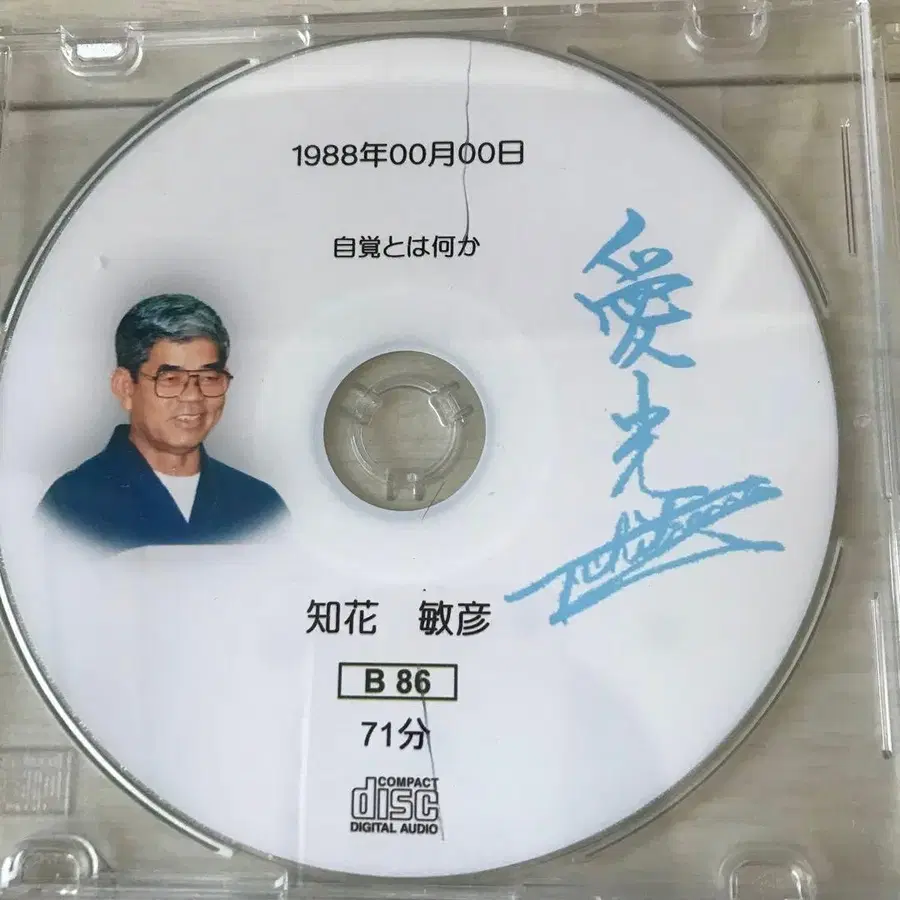 1988年00月00日
自覚とは何か
愛
光
知花 敏彦
B 86
71分
COMPACT
disc
DIGITAL AUDIO